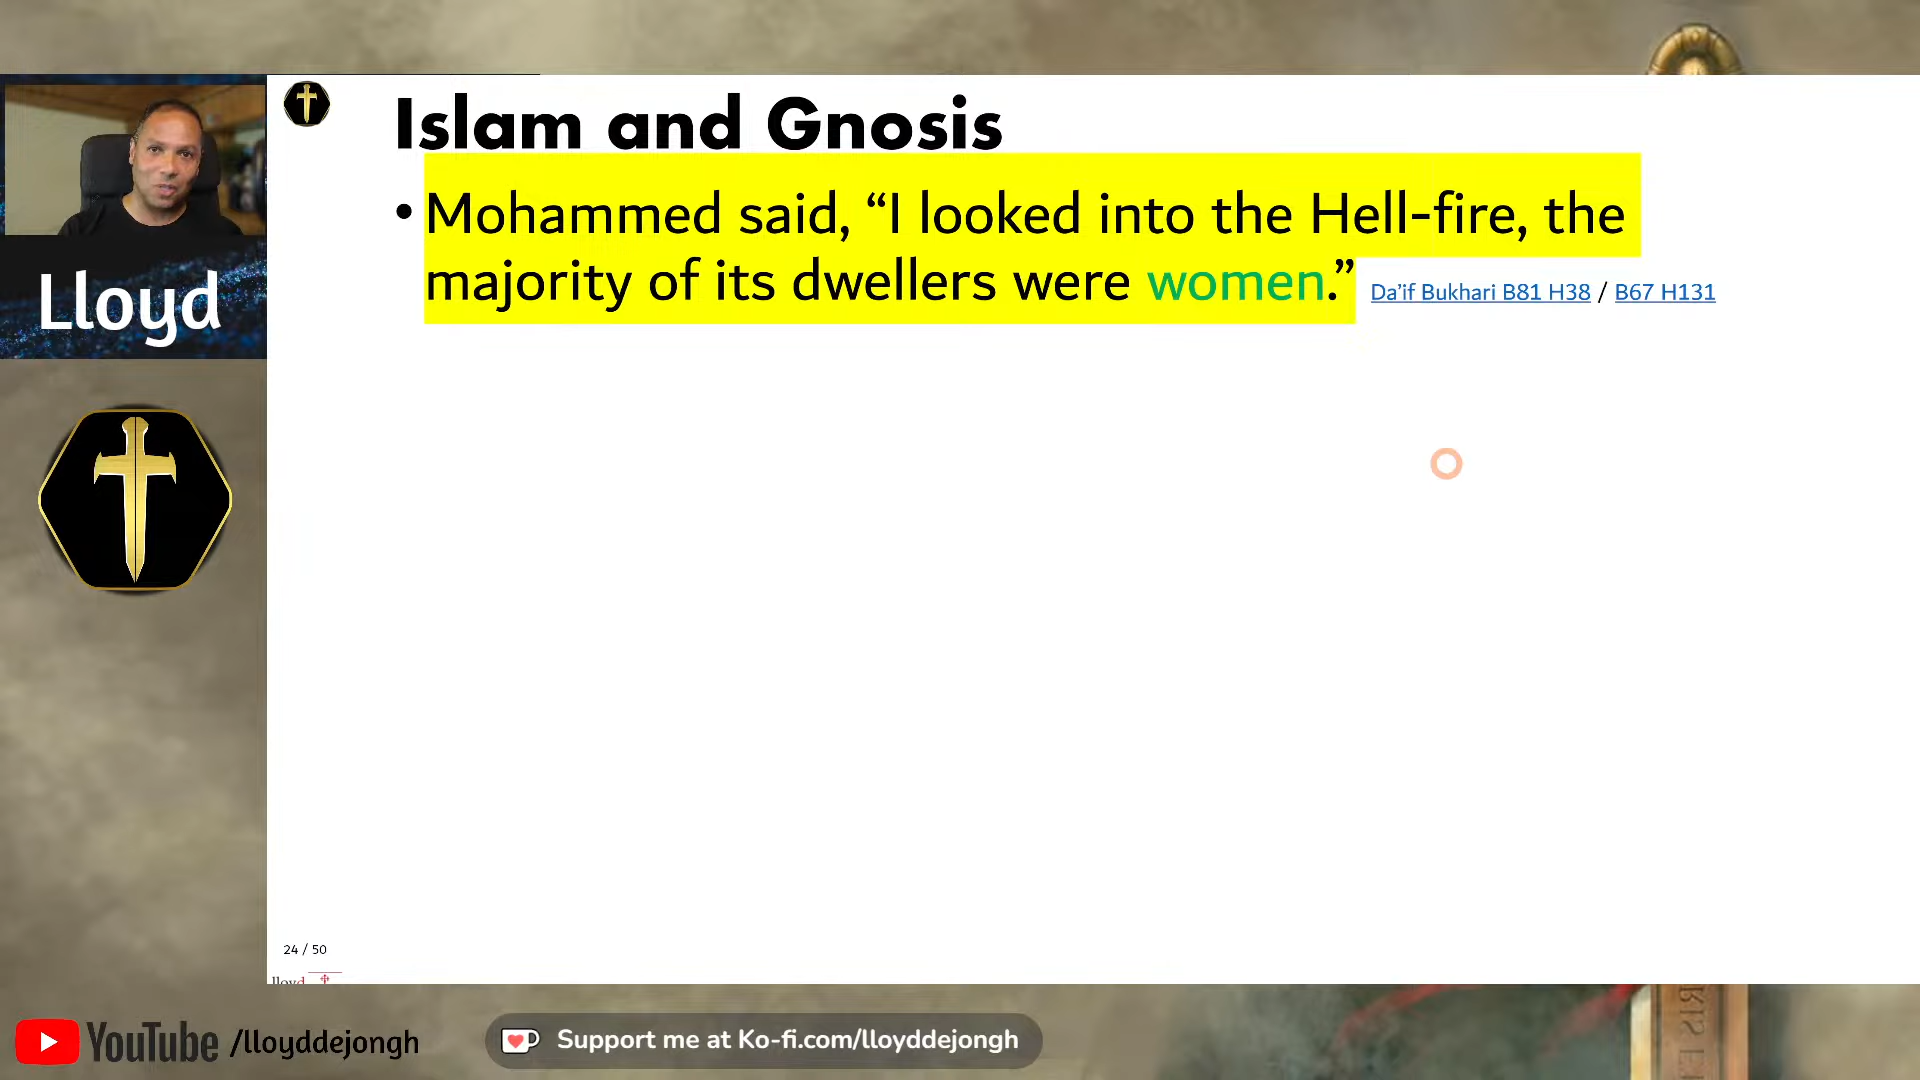 Islam and Gnosis
• Mohammed said, “I looked into the Hell-fire, the
majority of its dwellers were women.” Da’if Bukhari B81 H38 / B67 H131
Lloyd
24 / 50
lloyd
YouTube /lloyddejongh
Support me at Ko-fi.com/lloyddejongh